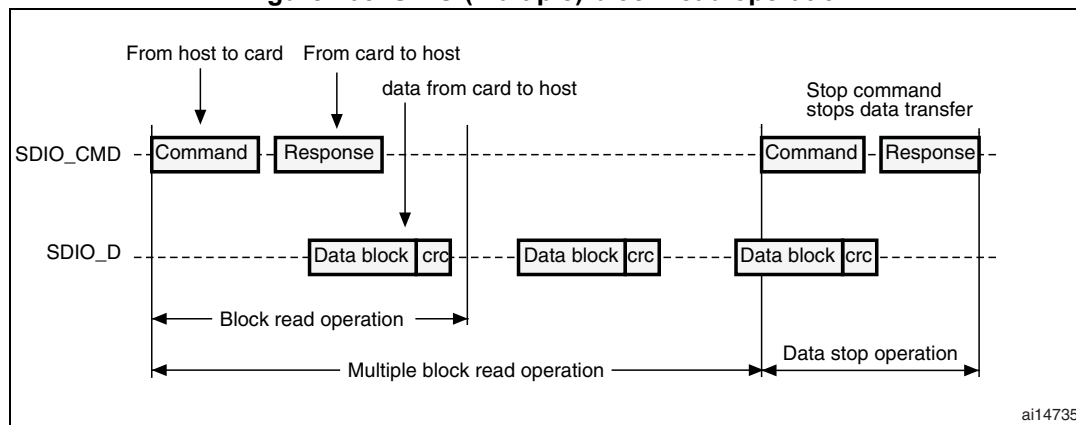 From host to card From card to host
data from card to host
Stop command
stops data transfer
SDIO_CMD Command Response Command Response
SDIO_D Data block crc Data block crc Data block crc
Block read operation
Data stop operation
Multiple block read operation
ai14735